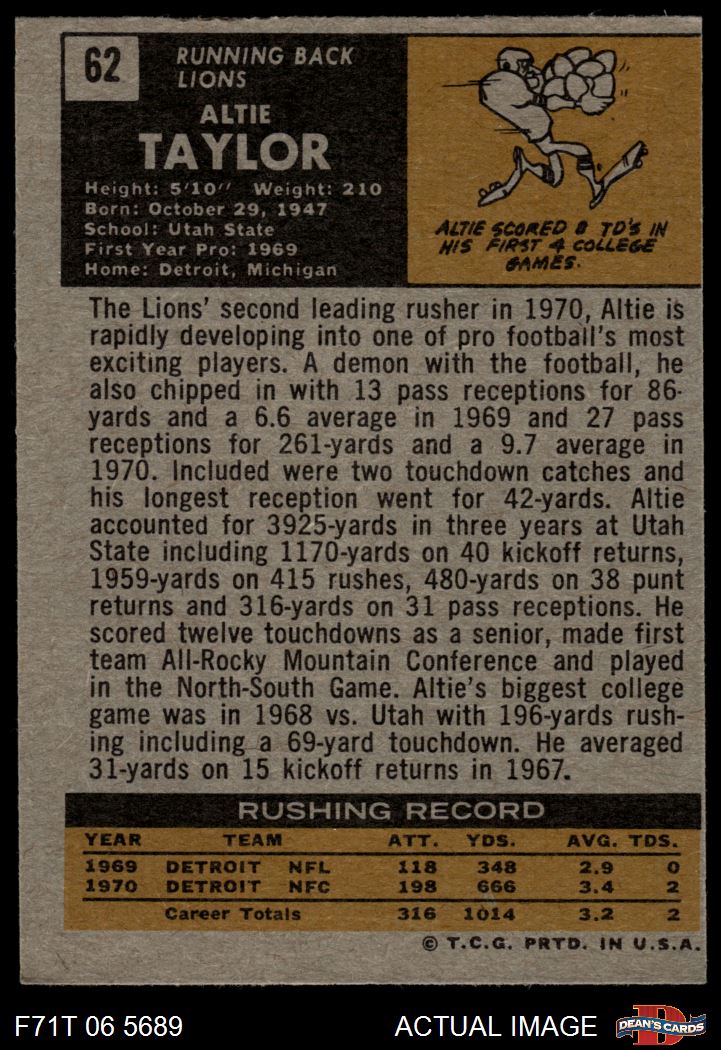 62
RUNNING BACK
LIONS
ALTIE
TAYLOR
Height: 5'10" Weight: 210
Born: October 29, 1947
School: Utah State
First Year Pro: 1969
Home: Detroit, Michigan
ALTIE SCORED 8 TD'S IN
HIS FIRST 4 COLLEGE
GAMES.
The Lions' second leading rusher in 1970, Altie is
rapidly developing into one of pro football's most
exciting players. A demon with the football, he
also chipped in with 13 pass receptions for 86-
yards and a 6.6 average in 1969 and 27 pass
receptions for 261-yards and a 9.7 average in
1970. Included were two touchdown catches and
his longest reception went for 42-yards. Altie
accounted for 3925-yards in three years at Utah
State including 1170-yards on 40 kickoff returns,
1959-yards on 415 rushes, 480-yards on 38 punt
returns and 316-yards on 31 pass receptions. He
scored twelve touchdowns as a senior, made first
team All-Rocky Mountain Conference and played
in the North-South Game. Altie's biggest college
game was in 1968 vs. Utah with 196-yards rush-
ing including a 69-yard touchdown. He averaged
31-yards on 15 kickoff returns in 1967.
RUSHING RECORD
YEAR TEAM ATT. YDS. AVG. TDS.
1969 DETROIT NFL 118 348 2.9 0
1970 DETROIT NFC 198 666 3.4 2
Career Totals 316 1014 3.2 2
© T.C.G. PRTD. IN U.S.A.
F71T 06 5689 ACTUAL IMAGE D DEAN'S CARDS